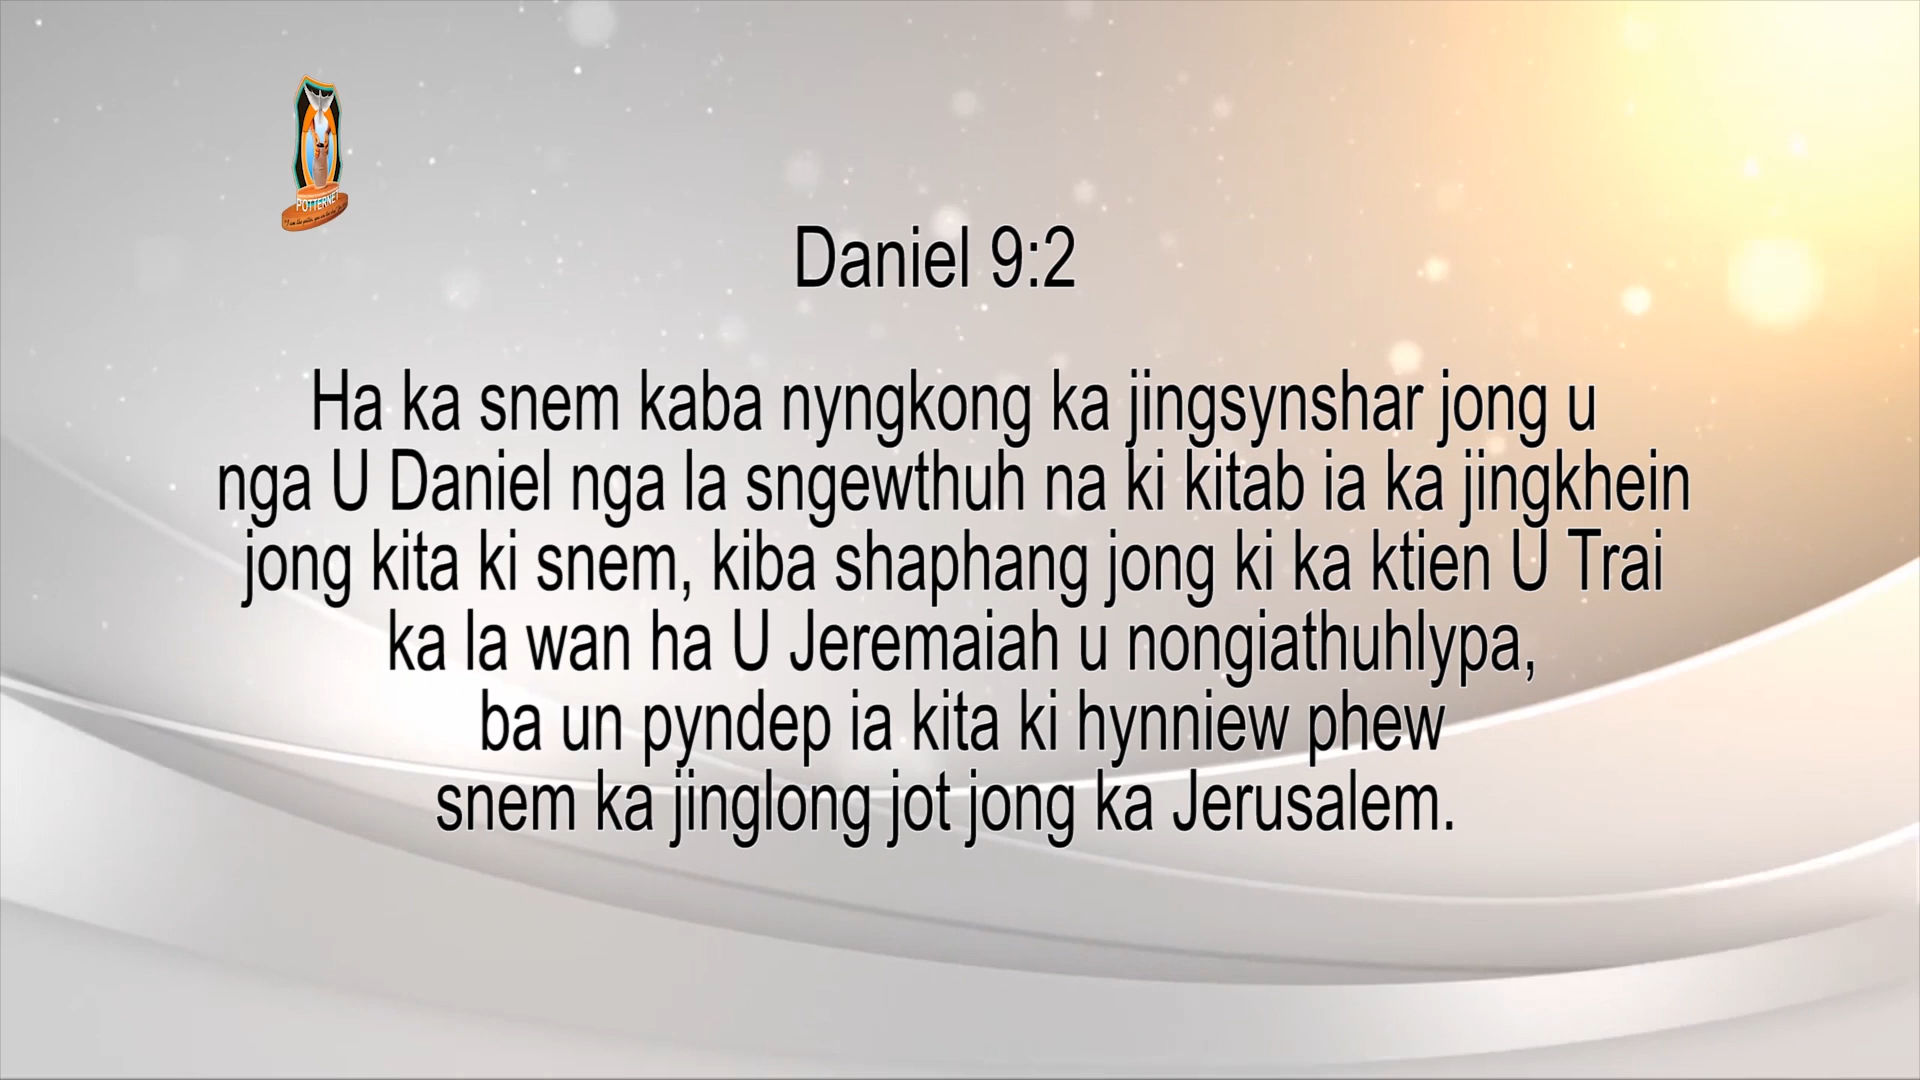 POTTERNET
Daniel 9:2
Ha ka snem kaba nyngkong ka jingsynshar jong u
nga U Daniel nga la sngewthuh na ki kitab ia ka jingkhein
jong kita ki snem, kiba shaphang jong ki ka ktien U Trai
ka la wan ha U Jeremaiah u nongiathuhlypa,
ba un pyndep ia kita ki hynniew phew
snem ka jinglong jot jong ka Jerusalem.